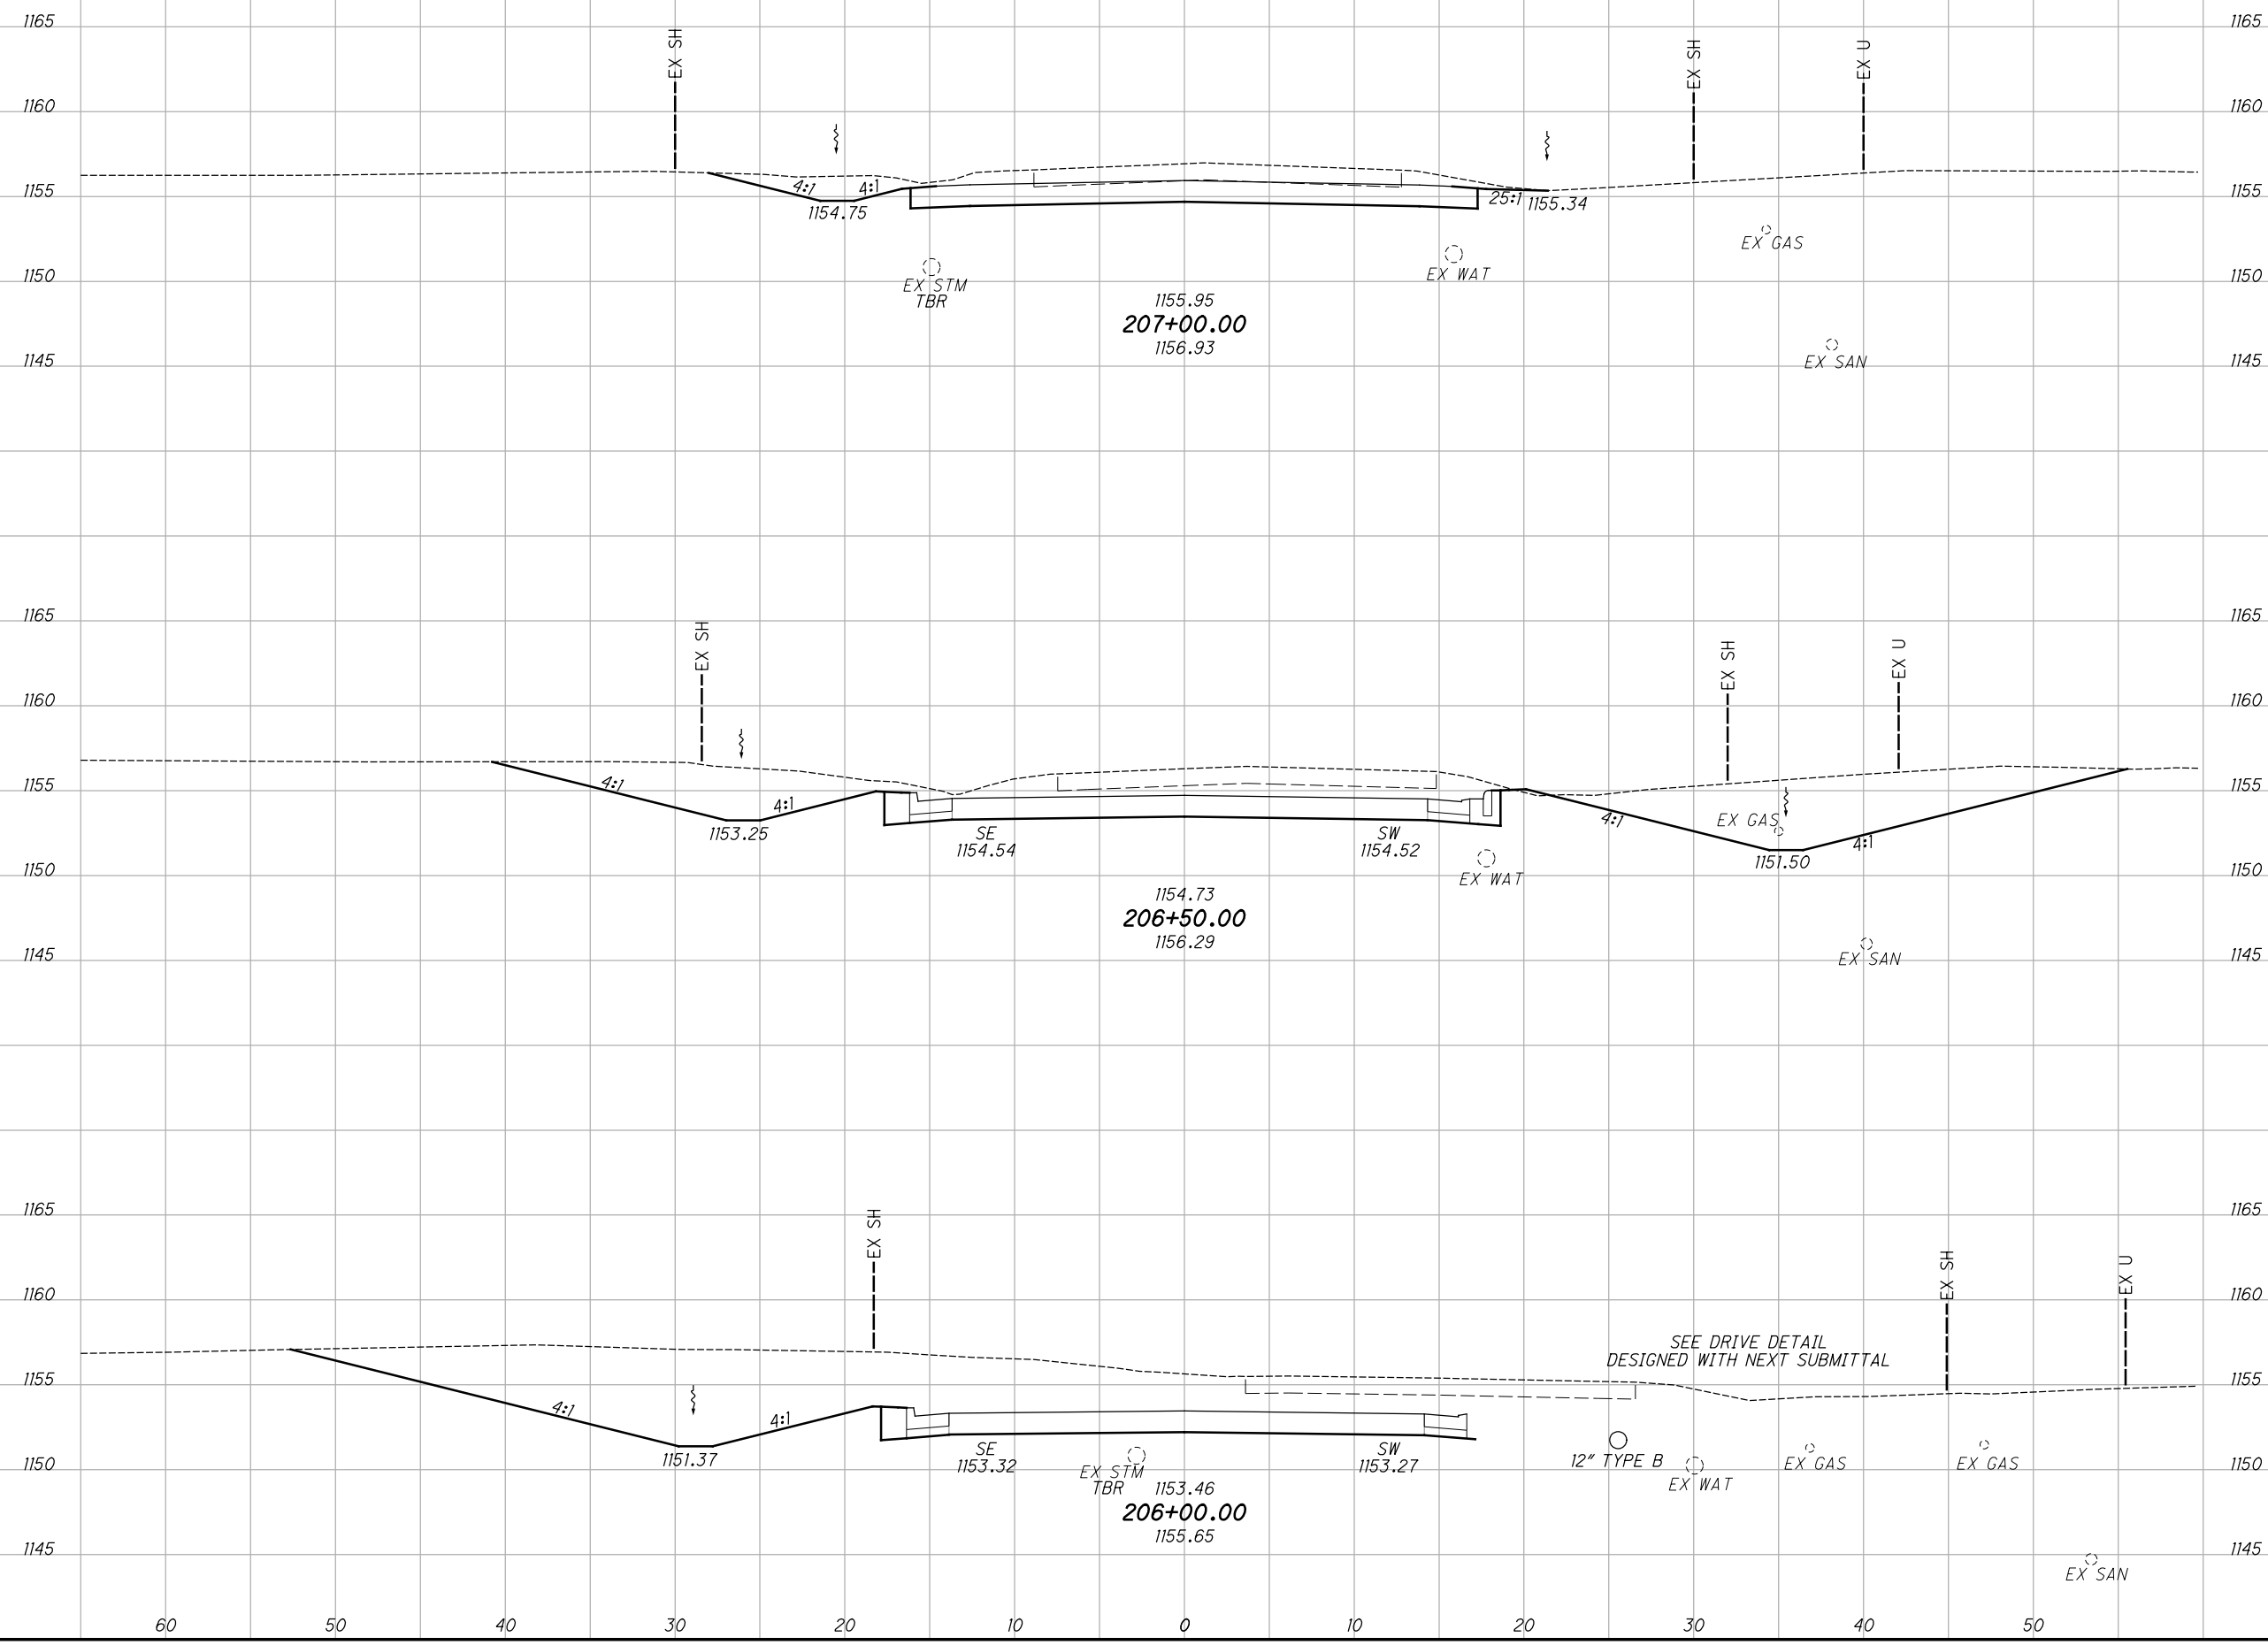 1165 1165
EX SH
EX SH
EX U
1160 1160
4:1 4:1
1155 1155
1154.75
25:1 1155.34
EX GAS
EX STM
TBR
EX WAT
1150 1150
1155.95
207+00.00
1156.93
EX SAN
1145 1145
1165 1165
EX SH
EX SH
EX U
1160 1160
1155 1155
4:1
4:1
1153.25
SE
1154.54
SW
1154.52
4:1
EX GAS
4:1
1151.50
EX WAT
1150 1150
1154.73
206+50.00
1156.29
EX SAN
1145 1145
1165 1165
EX SH
EX SH
EX U
1160 1160
SEE DRIVE DETAIL
DESIGNED WITH NEXT SUBMITTAL
1155 1155
4:1
4:1
1151.37
SE
1153.32
SW
1153.27
EX STM
TBR
12" TYPE B
EX WAT
EX GAS
EX GAS
1150 1150
1153.46
206+00.00
1155.65
1145 1145
EX SAN
60 50 40 30 20 10 0 10 20 30 40 50